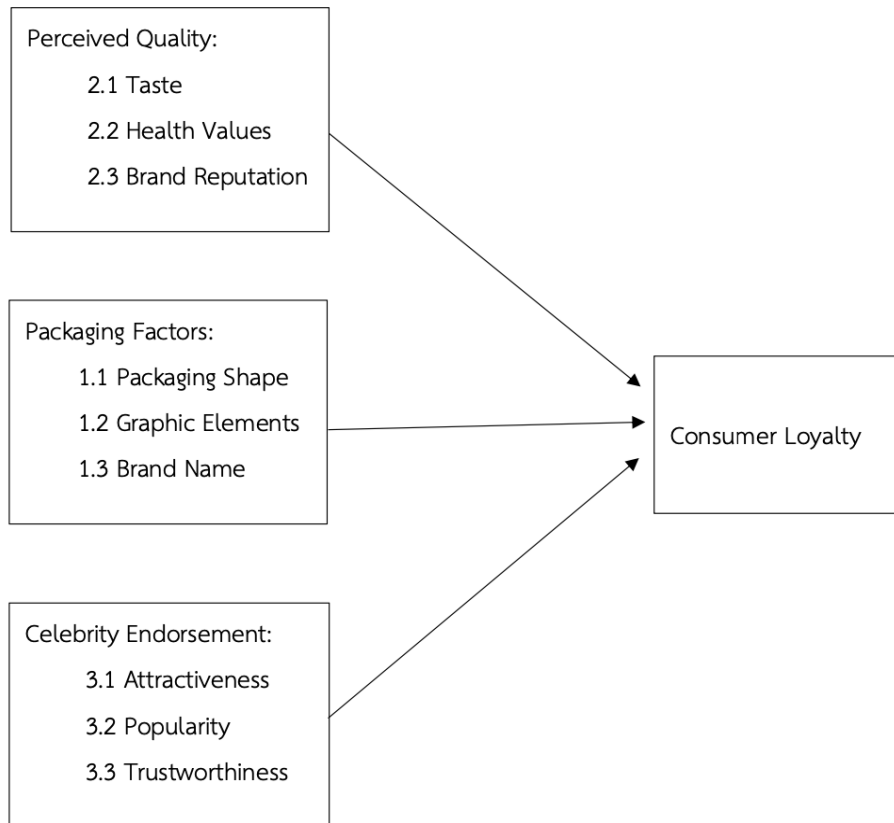 Perceived Quality:
2.1 Taste
2.2 Health Values
2.3 Brand Reputation
Packaging Factors:
1.1 Packaging Shape
1.2 Graphic Elements
1.3 Brand Name
Consumer Loyalty
Celebrity Endorsement:
3.1 Attractiveness
3.2 Popularity
3.3 Trustworthiness